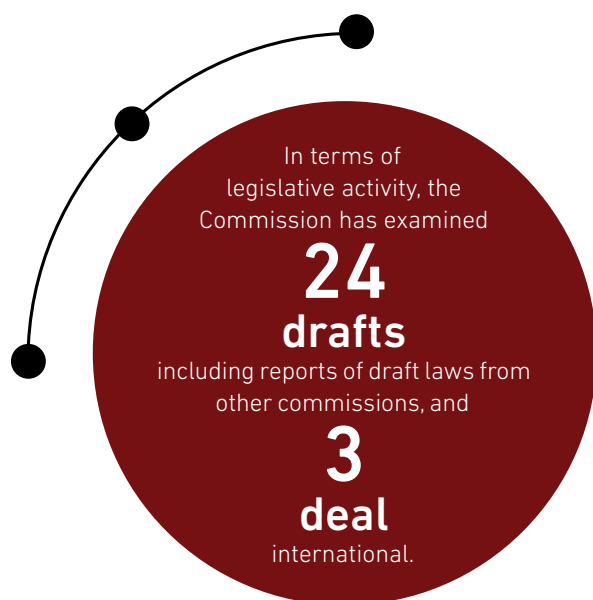 In terms of
legislative activity, the
Commission has examined
24
drafts
including reports of draft laws from
other commissions, and
3
deal
international.